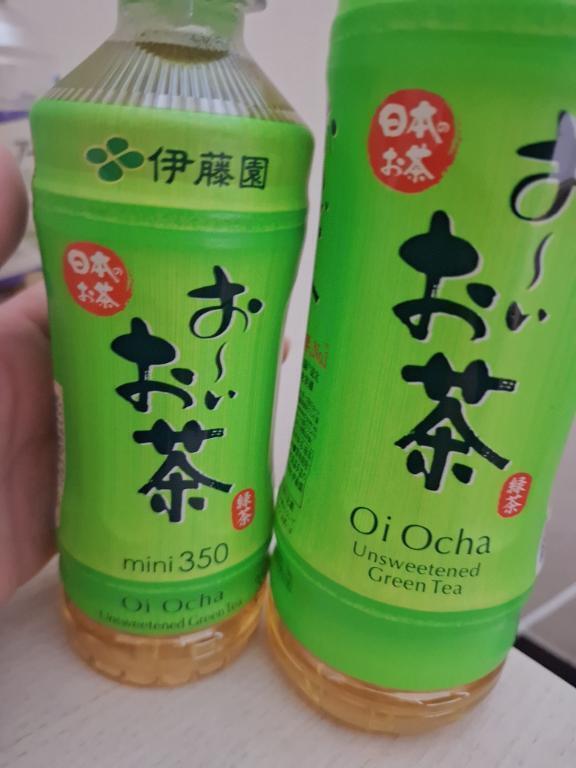 伊藤園
日本の
お茶
お～い
お茶
緑茶
mini 350
Oi Ocha
Unsweetened Green Tea
日本の
お茶
お～い
お茶
緑茶
Oi Ocha
Unsweetened
Green Tea